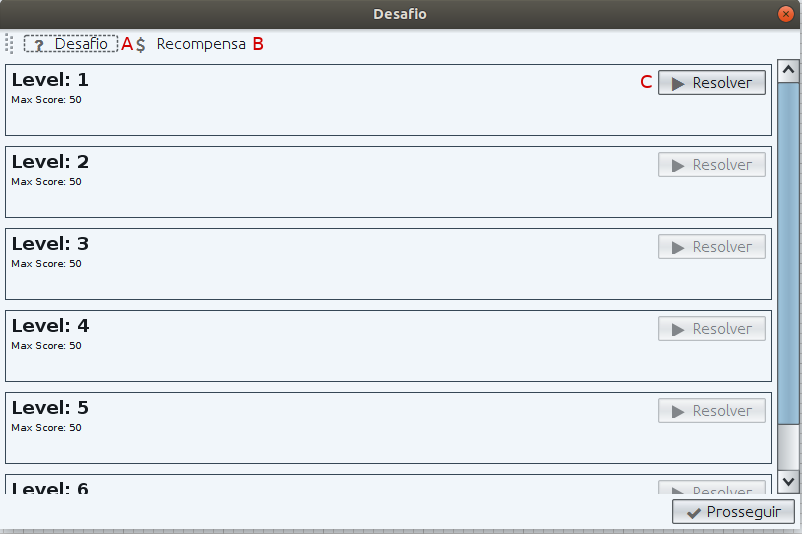 Desafio
? Desafio A $ Recompensa B
Level: 1
Max Score: 50
C Resolver
Level: 2
Max Score: 50
Resolver
Level: 3
Max Score: 50
Resolver
Level: 4
Max Score: 50
Resolver
Level: 5
Max Score: 50
Resolver
Level: 6
Resolver
Prosseguir